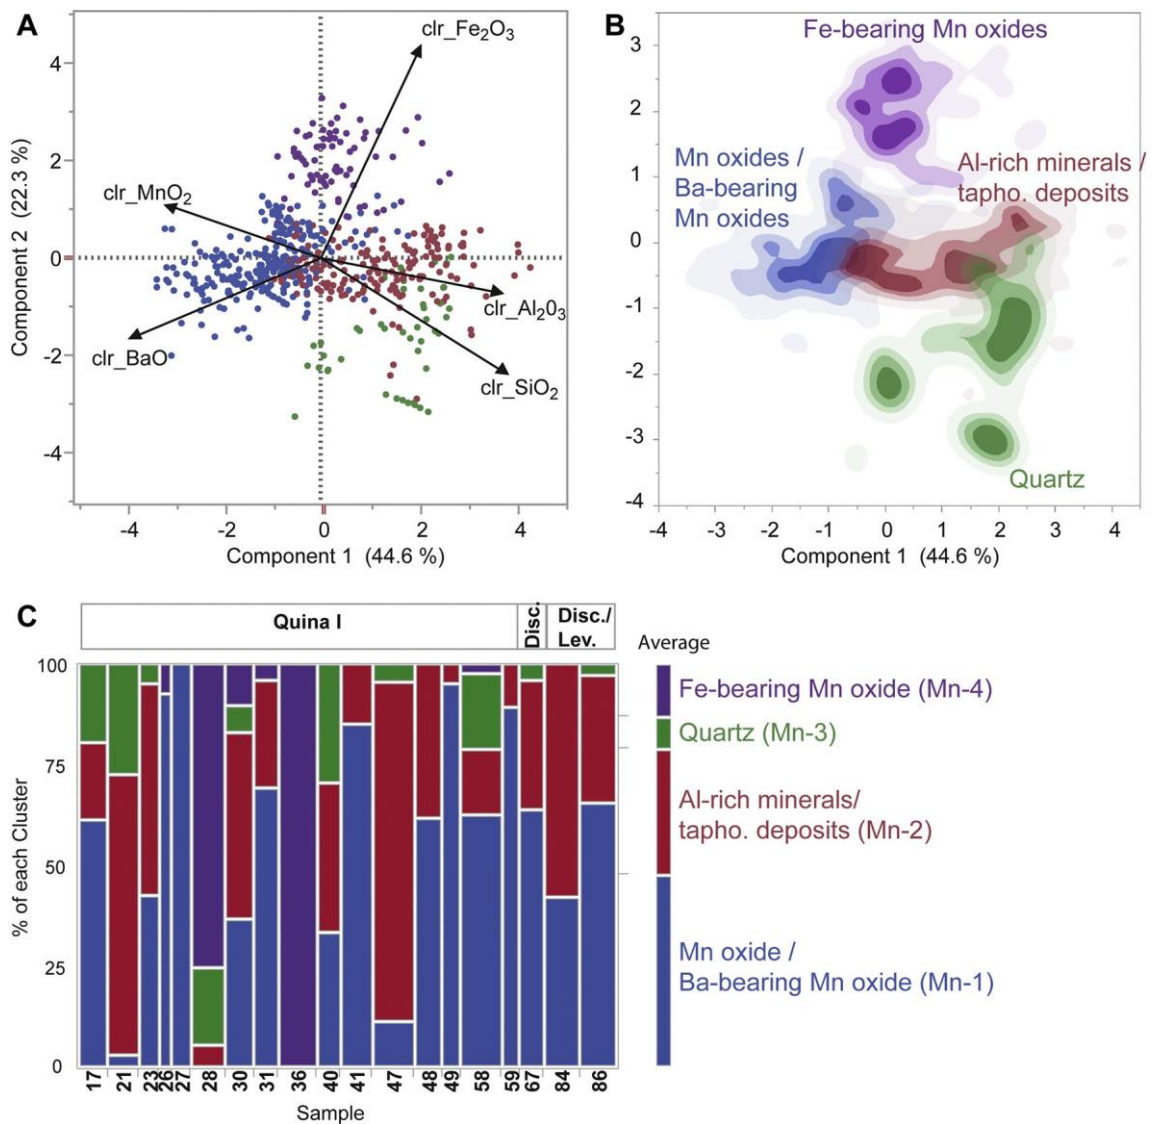 A
clr_Fe₂O₃
clr_MnO₂
clr_Al₂0₃
clr_BaO
clr_SiO₂
4
2
0
-2
-4
Component 2 (22.3 %)
-4 -2 0 2 4
Component 1 (44.6 %)
B
Fe-bearing Mn oxides
Mn oxides /
Ba-bearing
Mn oxides
Al-rich minerals /
tapho. deposits
Quartz
3
2
1
0
-1
-2
-3
-4
-4 -3 -2 -1 0 1 2 3 4
Component 1 (44.6 %)
C
Quina I
Disc.
Disc./
Lev.
Average
100
75
50
25
0
% of each Cluster
17 21 23 26 27 28 30 31 36 40 41 47 48 49 58 59 67 84 86
Sample
Fe-bearing Mn oxide (Mn-4)
Quartz (Mn-3)
Al-rich minerals/
tapho. deposits (Mn-2)
Mn oxide /
Ba-bearing Mn oxide (Mn-1)